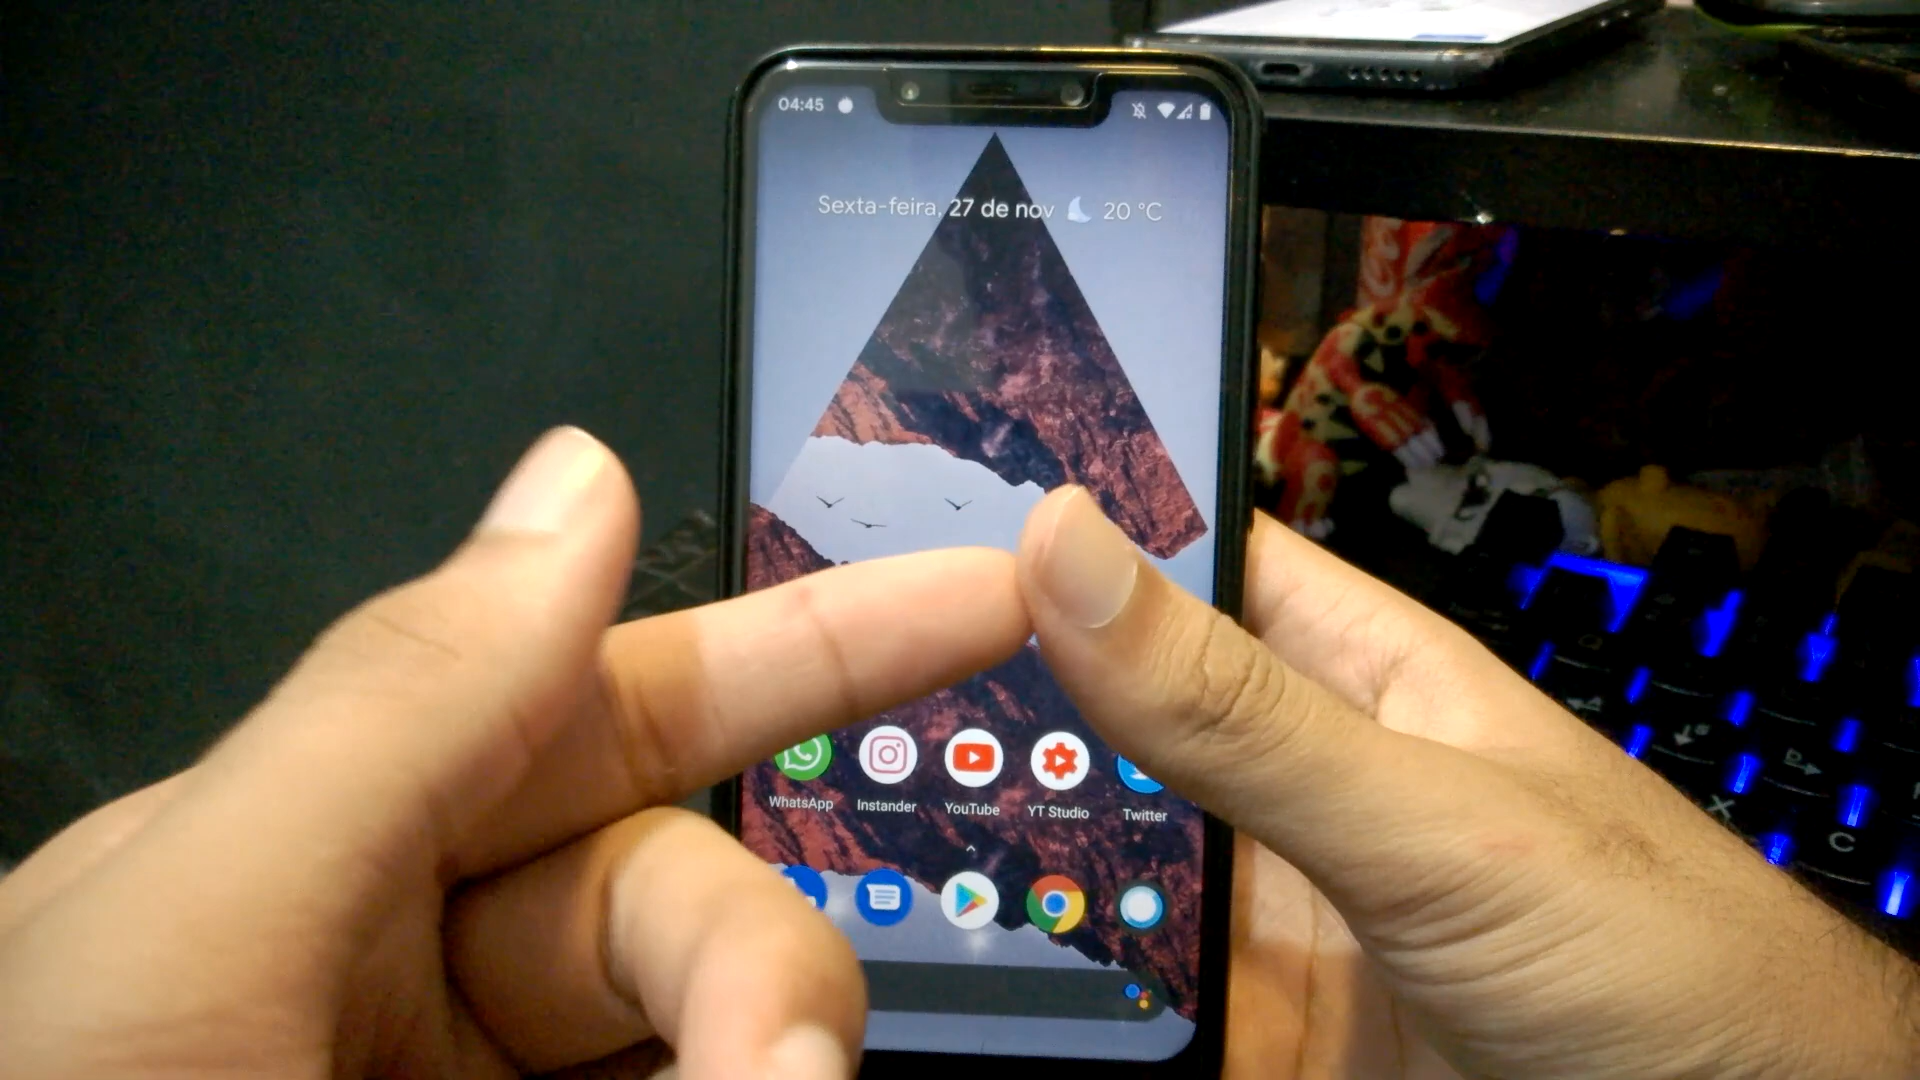 04:45
Sexta-feira, 27 de nov 20 °C
WhatsApp Instander YouTube YT Studio Twitter
X C